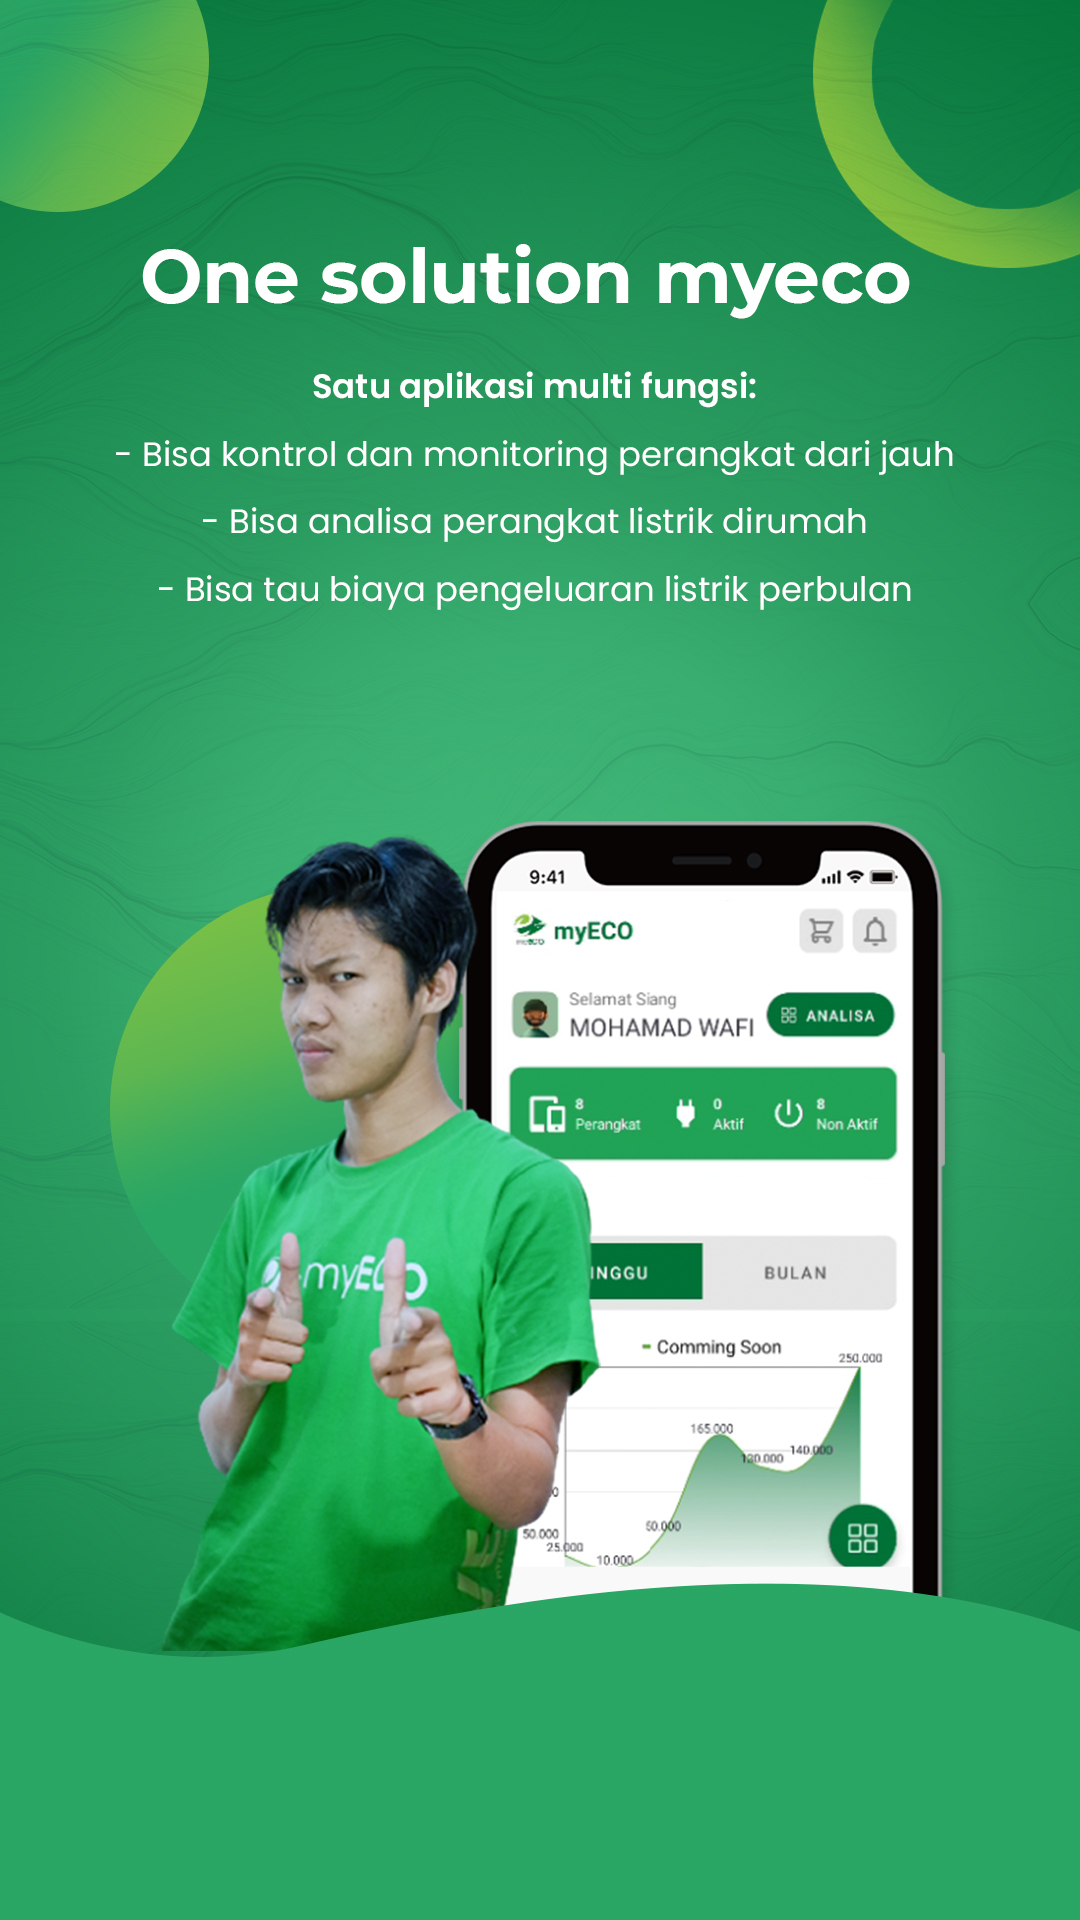 One solution myeco
Satu aplikasi multi fungsi:
- Bisa kontrol dan monitoring perangkat dari jauh
- Bisa analisa perangkat listrik dirumah
- Bisa tau biaya pengeluaran listrik perbulan
9:41
myECO
myECO
Selamat Siang
MOHAMAD WAFI
ANALISA
8
Perangkat
0
Aktif
8
Non Aktif
INGGU
BULAN
Comming Soon
250.000
165.000
130.000
140.000
50.000
50.000
25.000
10.000
myECO